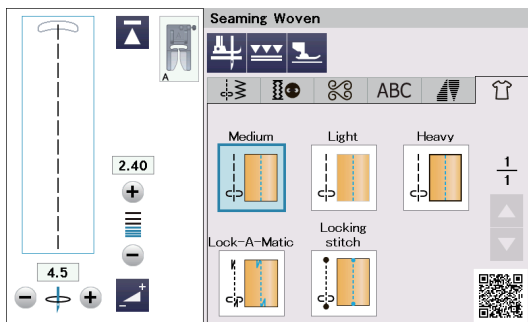 A
2.40
4.5
Seaming Woven
ABC
Medium
Light
Heavy
1
1
Lock-A-Matic
Locking
stitch